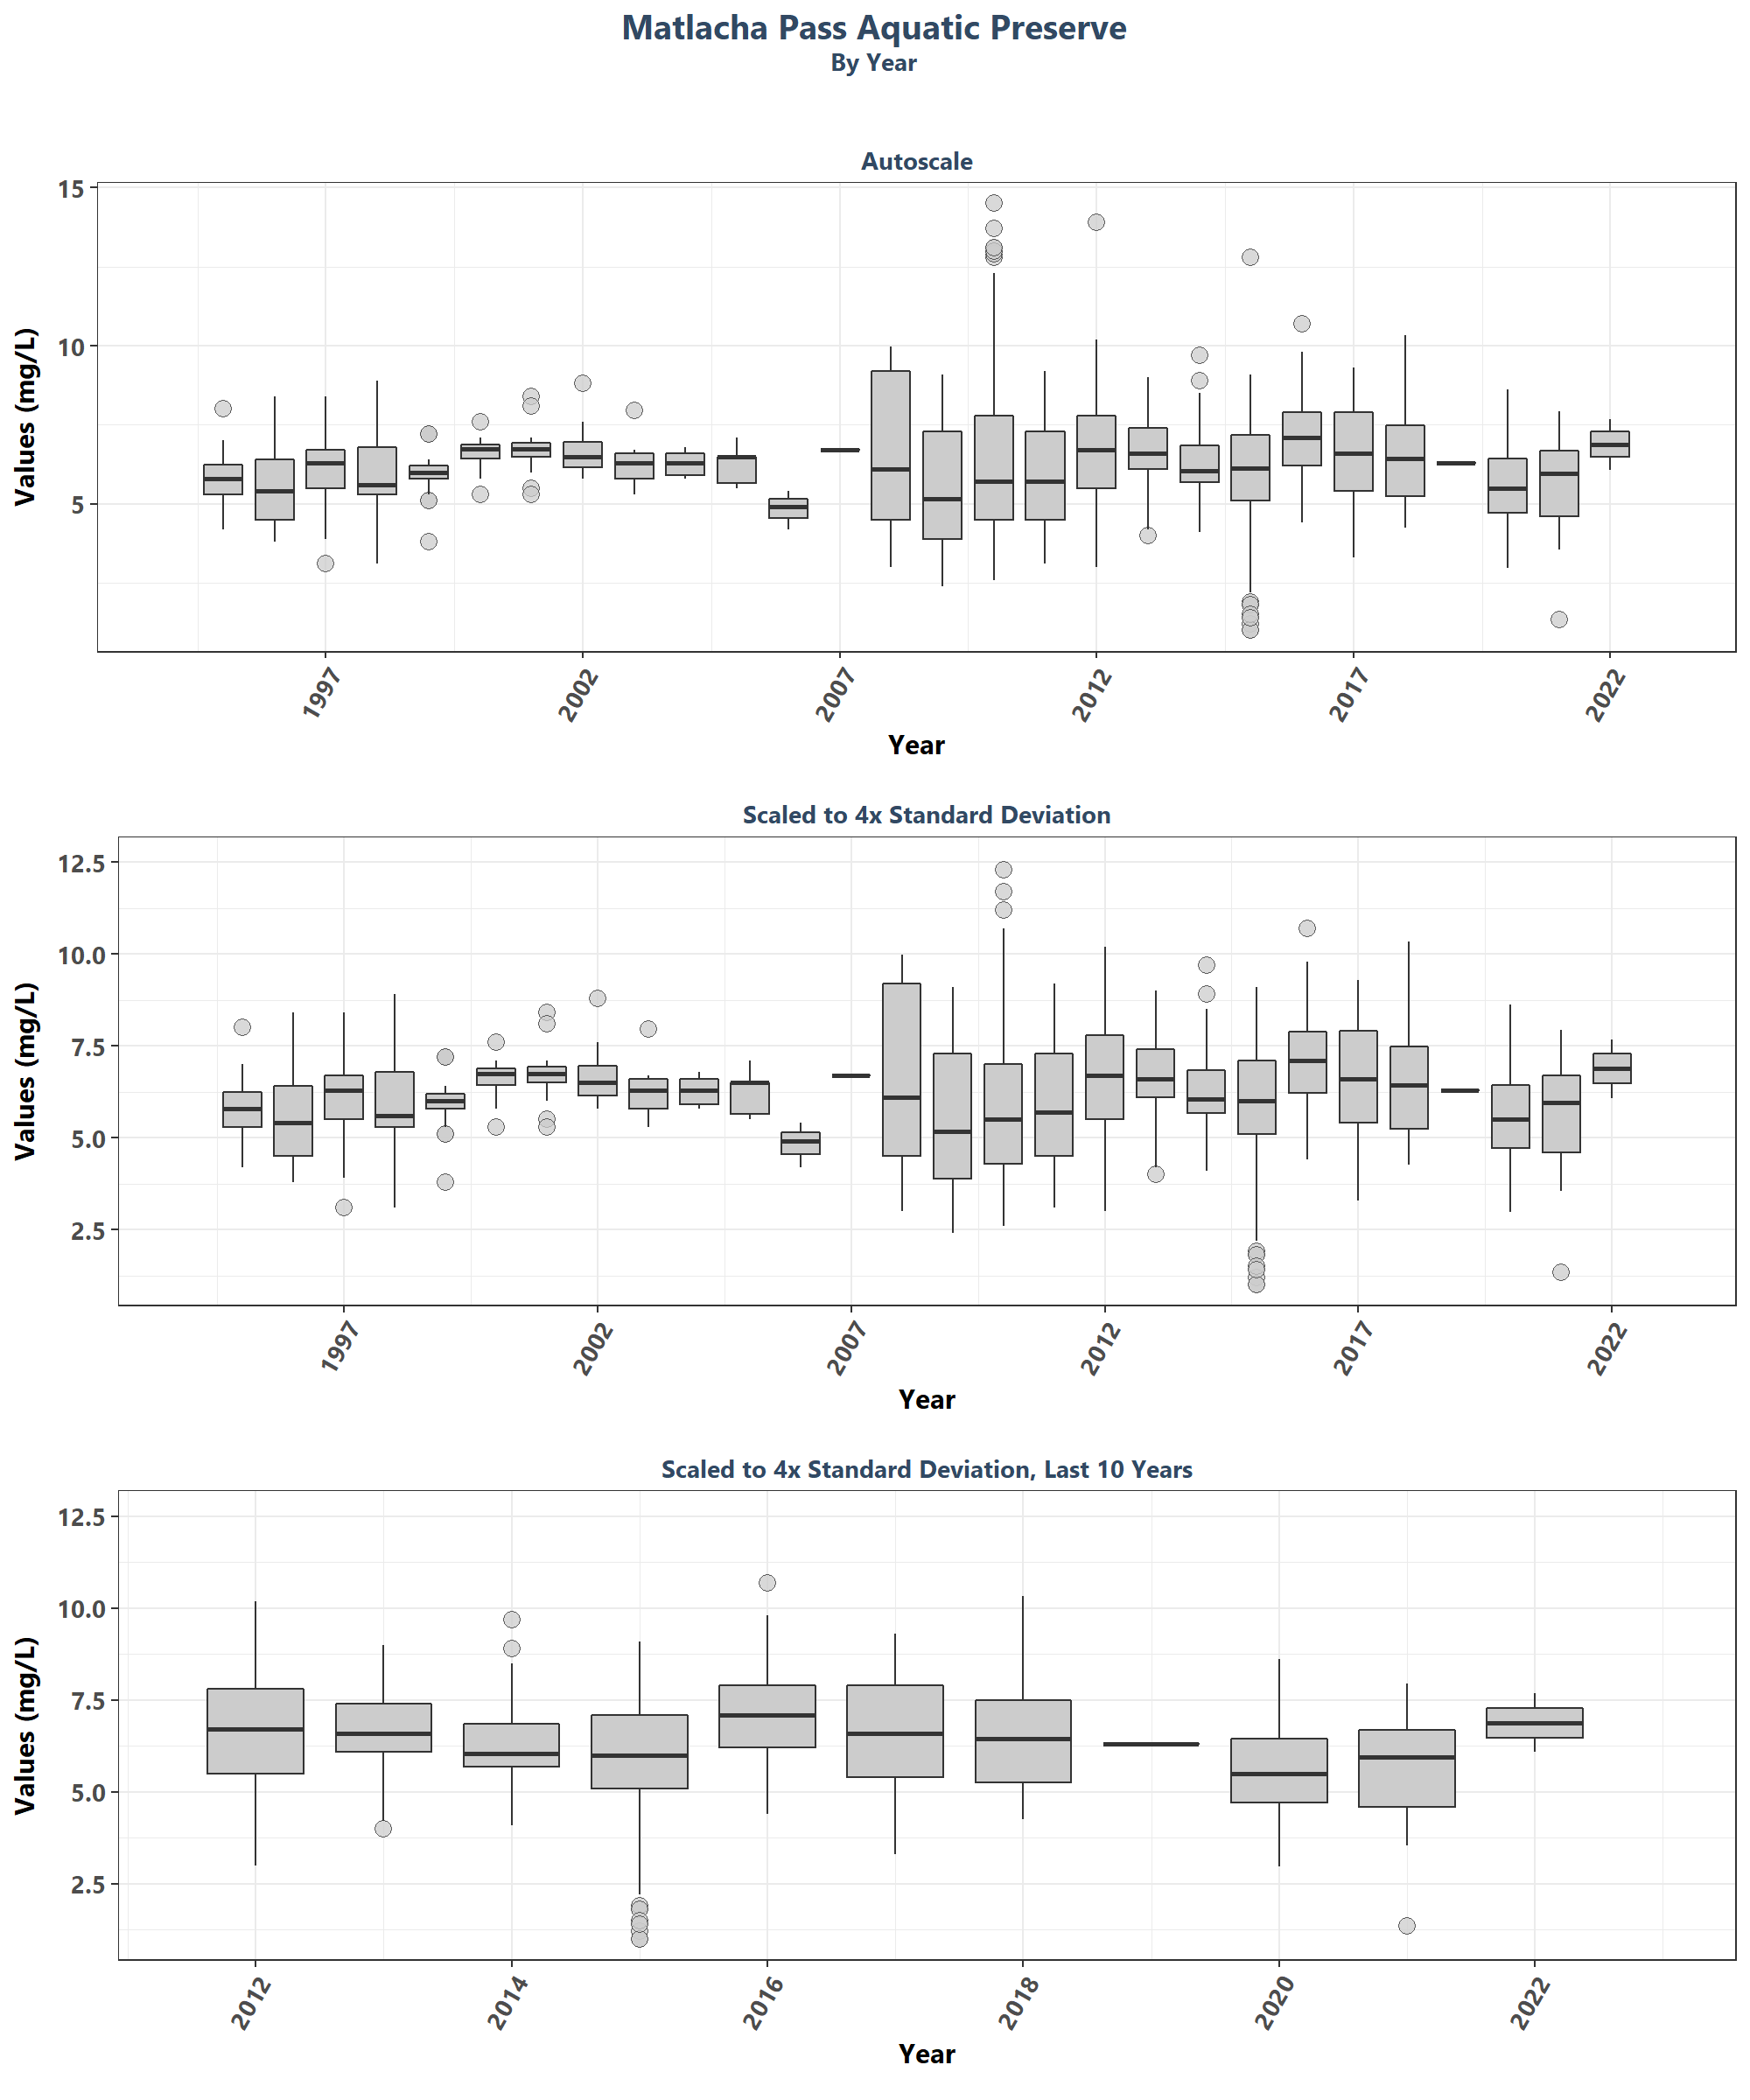 Matlacha Pass Aquatic Preserve
By Year
Autoscale
15
10
5
Values (mg/L)
1997 2002 2007 2012 2017 2022
Year
Scaled to 4x Standard Deviation
12.5
10.0
7.5
5.0
2.5
Values (mg/L)
1997 2002 2007 2012 2017 2022
Year
Scaled to 4x Standard Deviation, Last 10 Years
12.5
10.0
7.5
5.0
2.5
Values (mg/L)
2012 2014 2016 2018 2020 2022
Year